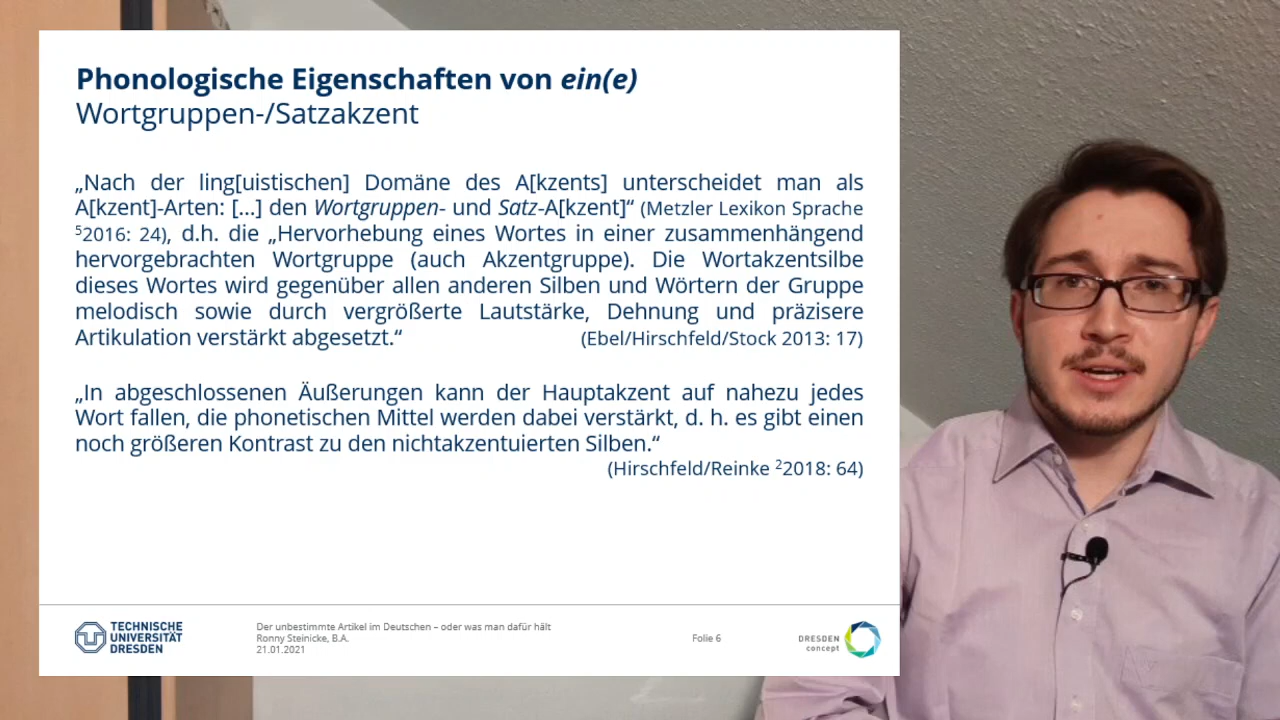 Phonologische Eigenschaften von ein(e)
Wortgruppen-/Satzakzent
„Nach der ling[uistischen] Domäne des A[kzents] unterscheidet man als
A[kzent]-Arten: [...] den Wortgruppen- und Satz-A[kzent]“ (Metzler Lexikon Sprache
⁵2016: 24), d.h. die „Hervorhebung eines Wortes in einer zusammenhängend
hervorgebrachten Wortgruppe (auch Akzentgruppe). Die Wortakzentsilbe
dieses Wortes wird gegenüber allen anderen Silben und Wörtern der Gruppe
melodisch sowie durch vergrößerte Lautstärke, Dehnung und präzisere
Artikulation verstärkt abgesetzt.“ (Ebel/Hirschfeld/Stock 2013: 17)
„In abgeschlossenen Äußerungen kann der Hauptakzent auf nahezu jedes
Wort fallen, die phonetischen Mittel werden dabei verstärkt, d. h. es gibt einen
noch größeren Kontrast zu den nichtakzentuierten Silben.“
(Hirschfeld/Reinke ²2018: 64)
TECHNISCHE
UNIVERSITÄT
DRESDEN
Der unbestimmte Artikel im Deutschen – oder was man dafür hält
Ronny Steinicke, B.A.
21.01.2021
Folie 6
DRESDEN
concept